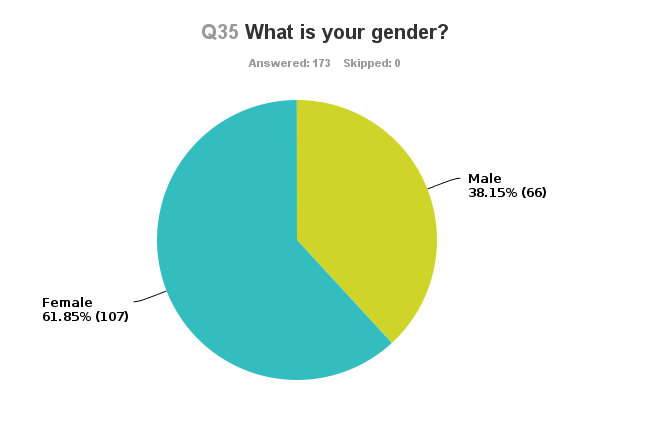 Q35 What is your gender?
Answered: 173 Skipped: 0
Male
38.15% (66)
Female
61.85% (107)